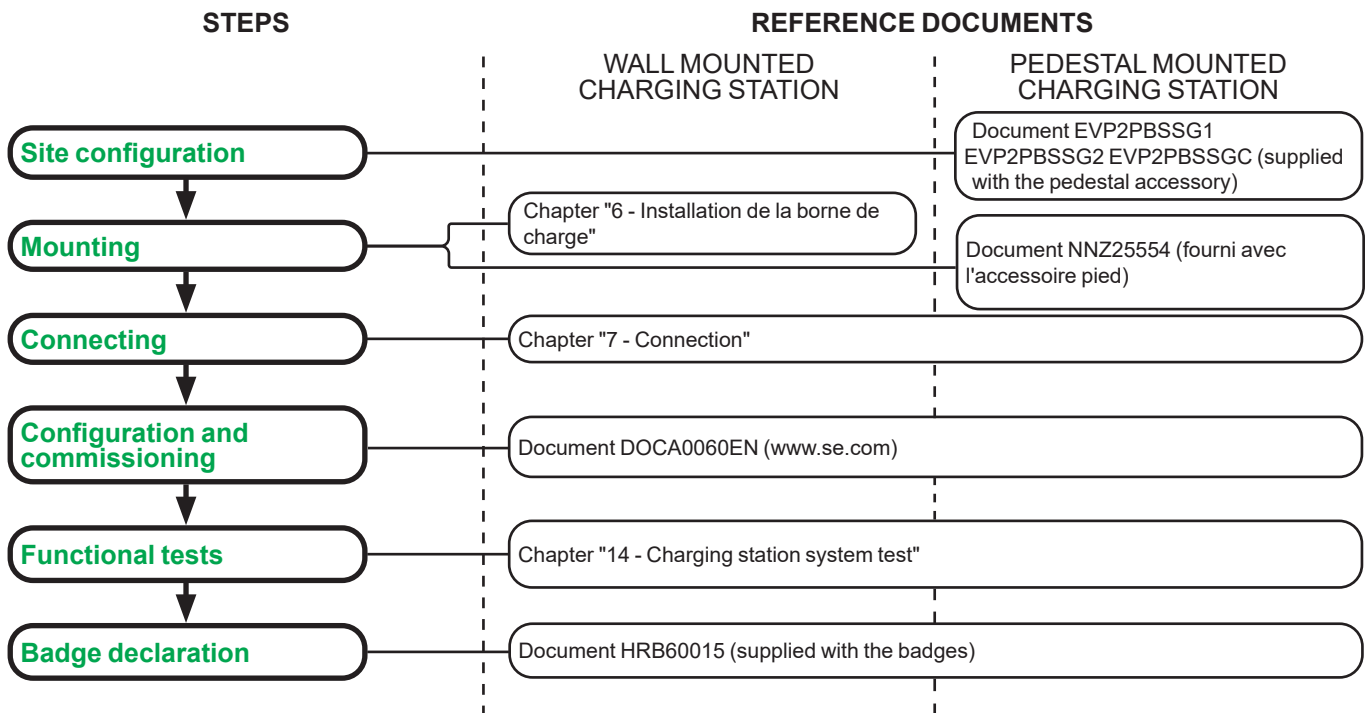 STEPS
REFERENCE DOCUMENTS
WALL MOUNTED
CHARGING STATION
PEDESTAL MOUNTED
CHARGING STATION
Site configuration
Document EVP2PBSSG1
EVP2PBSSG2 EVP2PBSSGC (supplied
with the pedestal accessory)
Mounting
Chapter "6 - Installation de la borne de
charge"
Document NNZ25554 (fourni avec
l'accessoire pied)
Connecting
Chapter "7 - Connection"
Configuration and
commissioning
Document DOCA0060EN (www.se.com)
Functional tests
Chapter "14 - Charging station system test"
Badge declaration
Document HRB60015 (supplied with the badges)